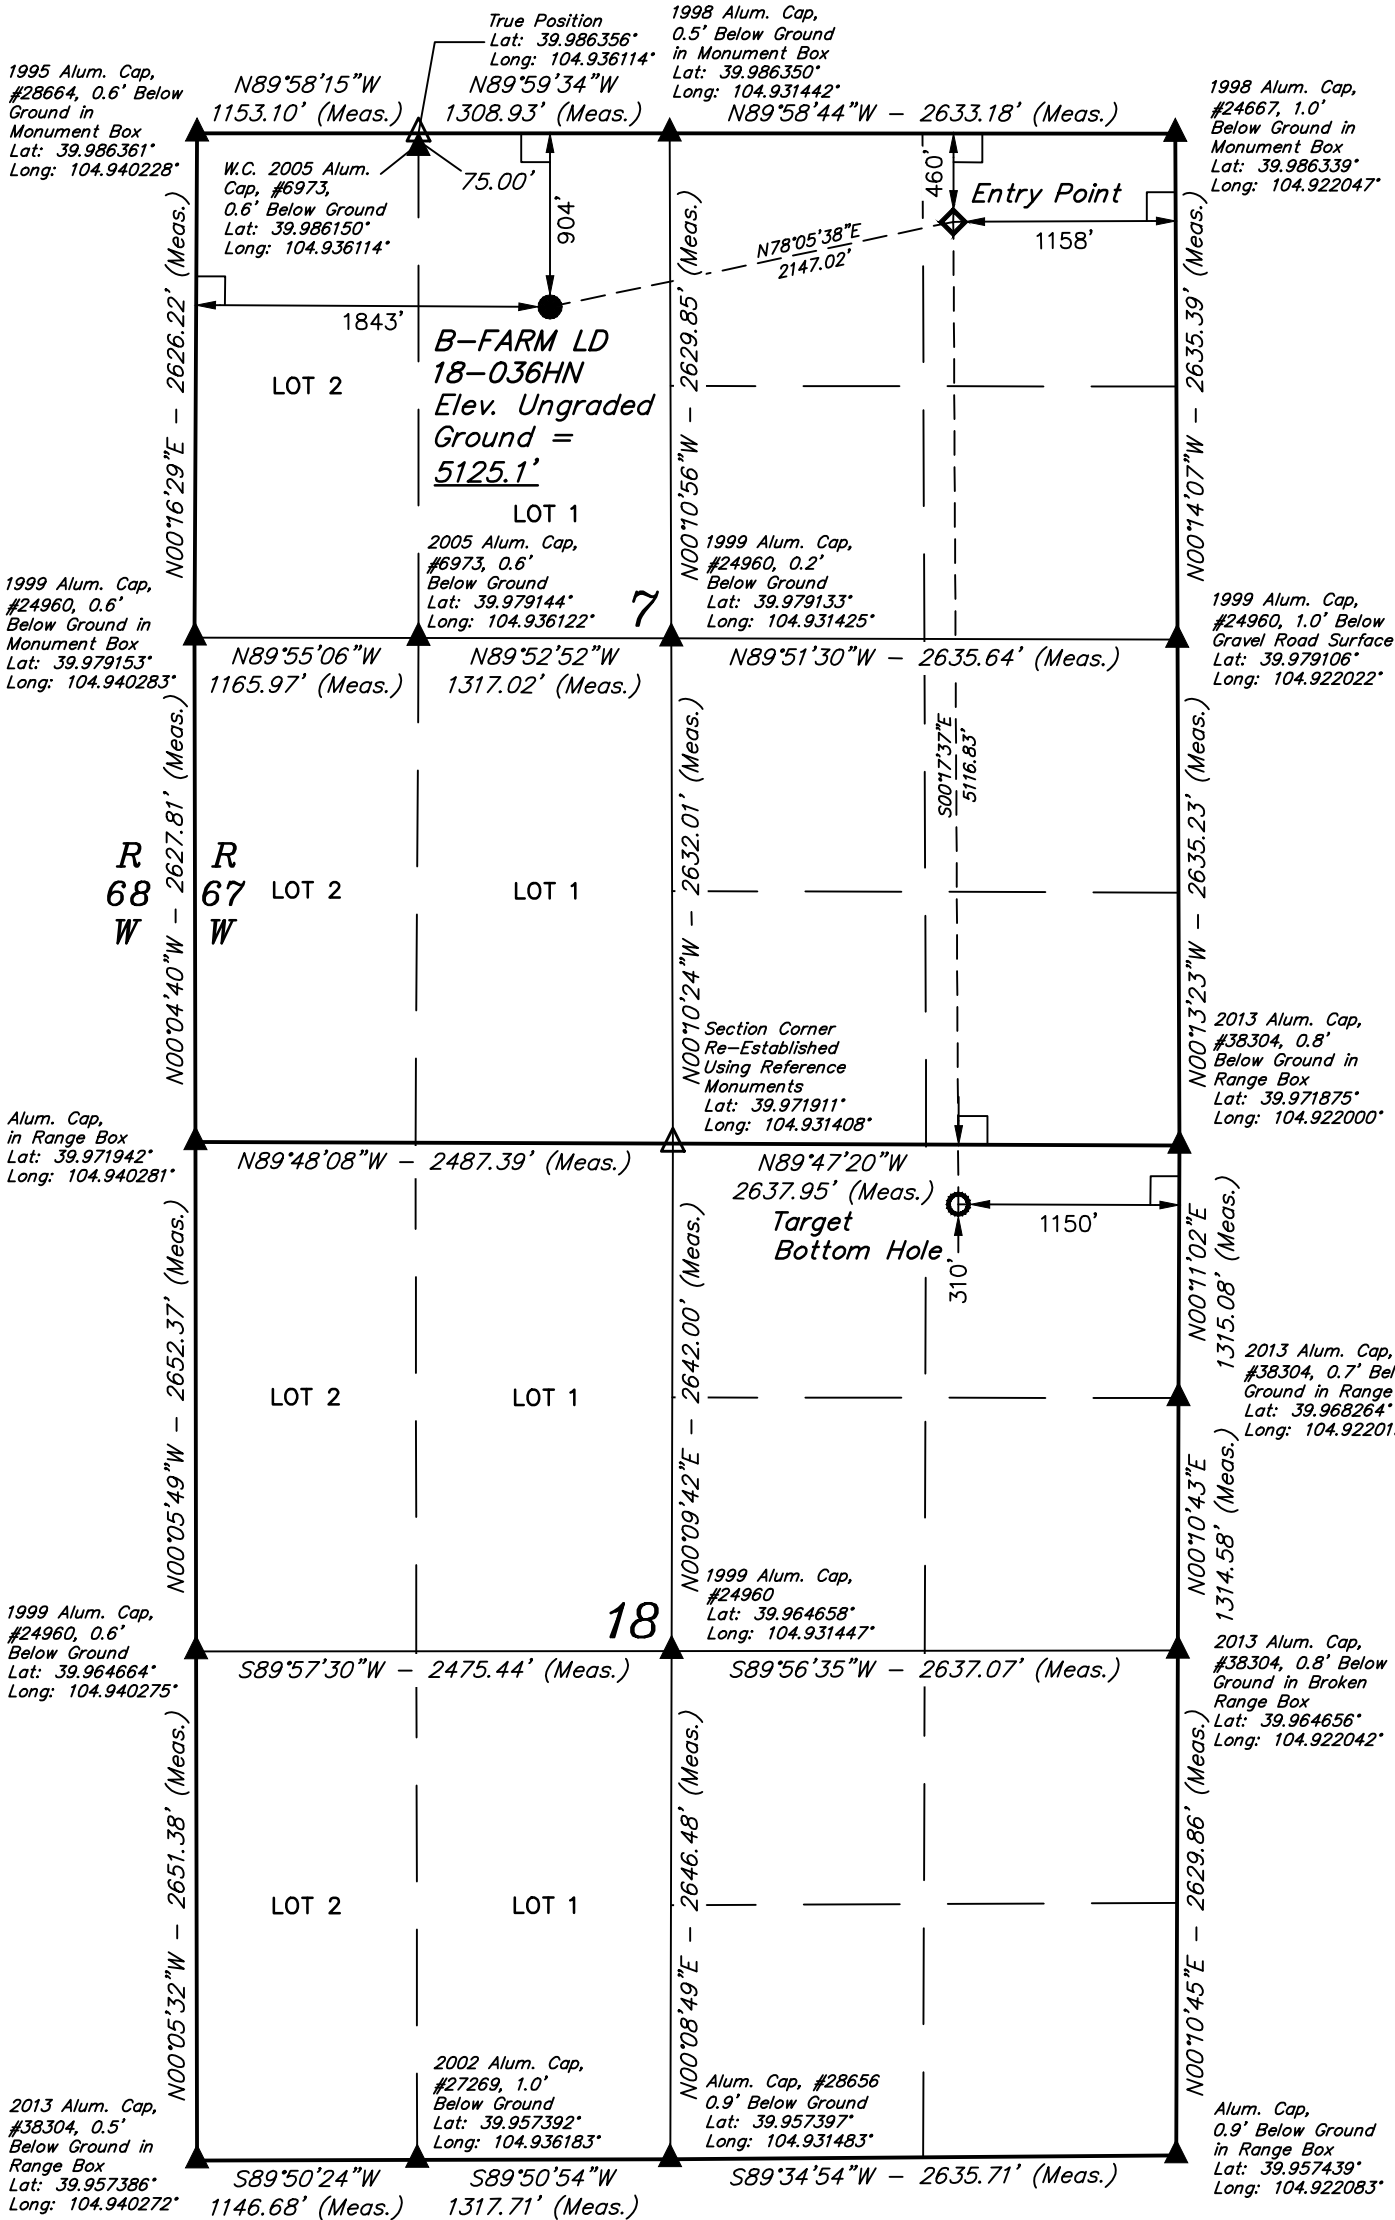 True Position
Lat: 39.986356°
Long: 104.936114°
1998 Alum. Cap,
0.5' Below Ground
in Monument Box
Lat: 39.986350°
Long: 104.931442°
1995 Alum. Cap,
#28664, 0.6' Below
Ground in
Monument Box
Lat: 39.986361°
Long: 104.940228°
N89°58'15"W
1153.10' (Meas.)
N89°59'34"W
1308.93' (Meas.)
N89°58'44"W - 2633.18' (Meas.)
1998 Alum. Cap,
#24667, 1.0'
Below Ground in
Monument Box
Lat: 39.986339°
Long: 104.922047°
W.C. 2005 Alum.
Cap, #6973,
0.6' Below Ground
Lat: 39.986150°
Long: 104.936114°
75.00'
904'
460'
Entry Point
1158'
N78°05'38"E
2147.02'
1843'
B-FARM LD
18-036HN
Elev. Ungraded
Ground =
5125.1'
LOT 2
LOT 1
N00°16'29"E - 2626.22' (Meas.)
N00°10'56"W - 2629.85' (Meas.)
N00°14'07"W - 2635.39' (Meas.)
1999 Alum. Cap,
#24960, 0.6'
Below Ground in
Monument Box
Lat: 39.979153°
Long: 104.940283°
2005 Alum. Cap,
#6973, 0.6'
Below Ground
Lat: 39.979144°
Long: 104.936122°
7
1999 Alum. Cap,
#24960, 0.2'
Below Ground
Lat: 39.979133°
Long: 104.931425°
1999 Alum. Cap,
#24960, 1.0' Below
Gravel Road Surface
Lat: 39.979106°
Long: 104.922022°
N89°55'06"W
1165.97' (Meas.)
N89°52'52"W
1317.02' (Meas.)
N89°51'30"W - 2635.64' (Meas.)
S00°17'37"E
5116.83'
N00°04'40"W - 2627.81' (Meas.)
N00°10'24"W - 2632.01' (Meas.)
N00°13'23"W - 2635.23' (Meas.)
R
68
W
R
67
W
LOT 2
LOT 1
Section Corner
Re-Established
Using Reference
Monuments
Lat: 39.971911°
Long: 104.931408°
2013 Alum. Cap,
#38304, 0.8'
Below Ground in
Range Box
Lat: 39.971875°
Long: 104.922000°
Alum. Cap,
in Range Box
Lat: 39.971942°
Long: 104.940281°
N89°48'08"W - 2487.39' (Meas.)
N89°47'20"W
2637.95' (Meas.)
Target
Bottom Hole
1150'
310'
N00°05'49"W - 2652.37' (Meas.)
N00°09'42"E - 2642.00' (Meas.)
N00°11'02"E
1315.08' (Meas.)
2013 Alum. Cap,
#38304, 0.7' Bel
Ground in Range
Lat: 39.968264°
Long: 104.92201
LOT 2
LOT 1
N00°10'43"E
1314.58' (Meas.)
1999 Alum. Cap,
#24960, 0.6'
Below Ground
Lat: 39.964664°
Long: 104.940275°
18
1999 Alum. Cap,
#24960
Lat: 39.964658°
Long: 104.931447°
2013 Alum. Cap,
#38304, 0.8' Below
Ground in Broken
Range Box
Lat: 39.964656°
Long: 104.922042°
S89°57'30"W - 2475.44' (Meas.)
S89°56'35"W - 2637.07' (Meas.)
N00°05'32"W - 2651.38' (Meas.)
N00°08'49"E - 2646.48' (Meas.)
N00°10'45"E - 2629.86' (Meas.)
LOT 2
LOT 1
2013 Alum. Cap,
#38304, 0.5'
Below Ground in
Range Box
Lat: 39.957386°
Long: 104.940272°
2002 Alum. Cap,
#27269, 1.0'
Below Ground
Lat: 39.957392°
Long: 104.936183°
Alum. Cap, #28656
0.9' Below Ground
Lat: 39.957397°
Long: 104.931483°
Alum. Cap,
0.9' Below Ground
in Range Box
Lat: 39.957439°
Long: 104.922083°
S89°50'24"W
1146.68' (Meas.)
S89°50'54"W
1317.71' (Meas.)
S89°34'54"W - 2635.71' (Meas.)